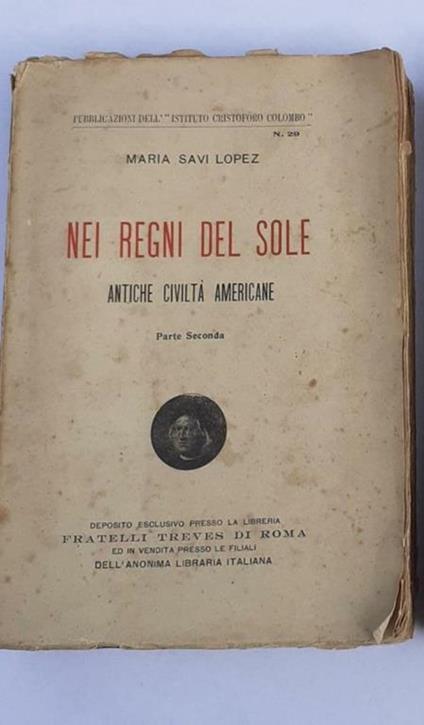 PUBBLICAZIONI DELL' "ISTITUTO CRISTOFORO COLOMBO"
N. 29
MARIA SAVI LOPEZ
NEI REGNI DEL SOLE
ANTICHE CIVILTÀ AMERICANE
Parte Seconda
DEPOSITO ESCLUSIVO PRESSO LA LIBRERIA
FRATELLI TREVES DI ROMA
ED IN VENDITA PRESSO LE FILIALI
DELL'ANONIMA LIBRARIA ITALIANA